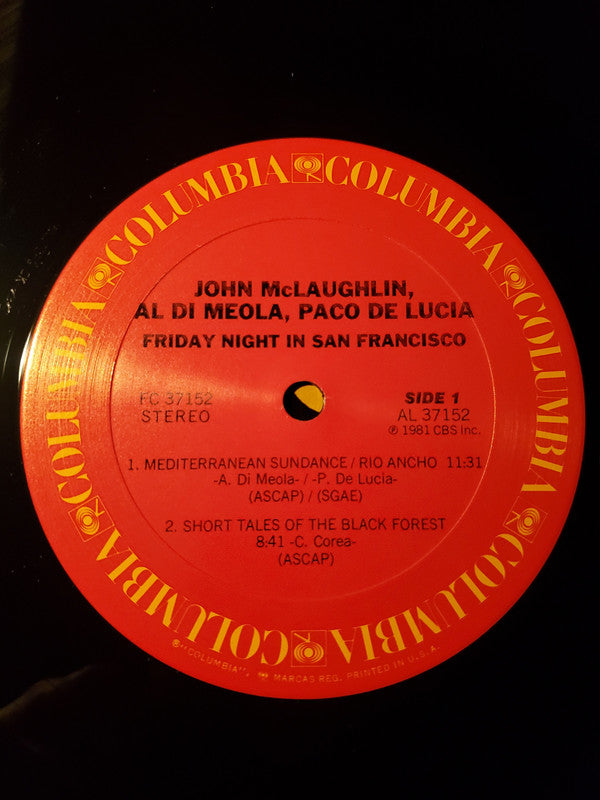 COLUMBIA COLUMBIA COLUMBIA COLUMBIA COLUMBIA COLUMBIA
JOHN McLAUGHLIN,
AL DI MEOLA, PACO DE LUCIA
FRIDAY NIGHT IN SAN FRANCISCO
FC 37152 SIDE 1
STEREO AL 37152
℗ 1981 CBS Inc.
1. MEDITERRANEAN SUNDANCE / RIO ANCHO 11:31
-A. Di Meola- / -P. De Lucia-
(ASCAP) / (SGAE)
2. SHORT TALES OF THE BLACK FOREST
8:41 -C. Corea-
(ASCAP)
®"COLUMBIA", MARCAS REG. PRINTED IN U.S.A.